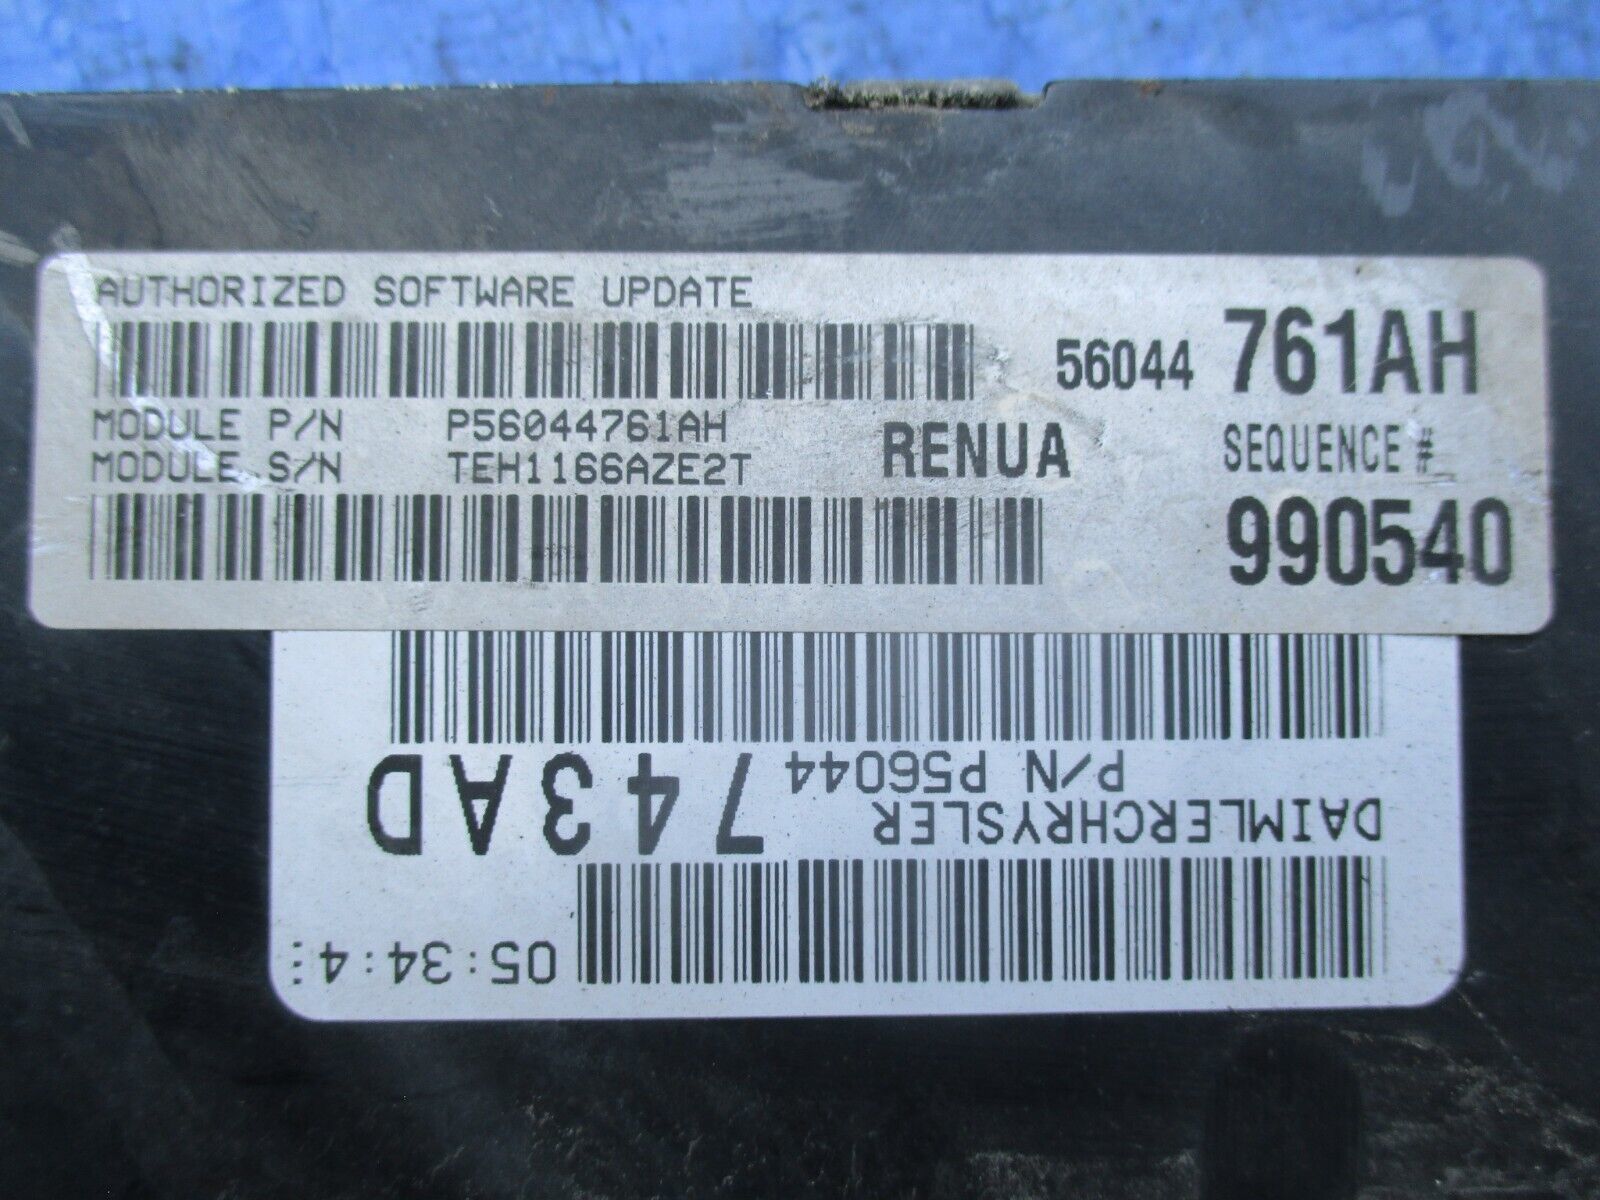 AUTHORIZED SOFTWARE UPDATE
56044 761AH
MODULE P/N P56044761AH
MODULE S/N TEH1166AZE2T
RENUA
SEQUENCE #
990540
DAIMLERCHRYSLER
P/N P56044
743AD
05:34:4